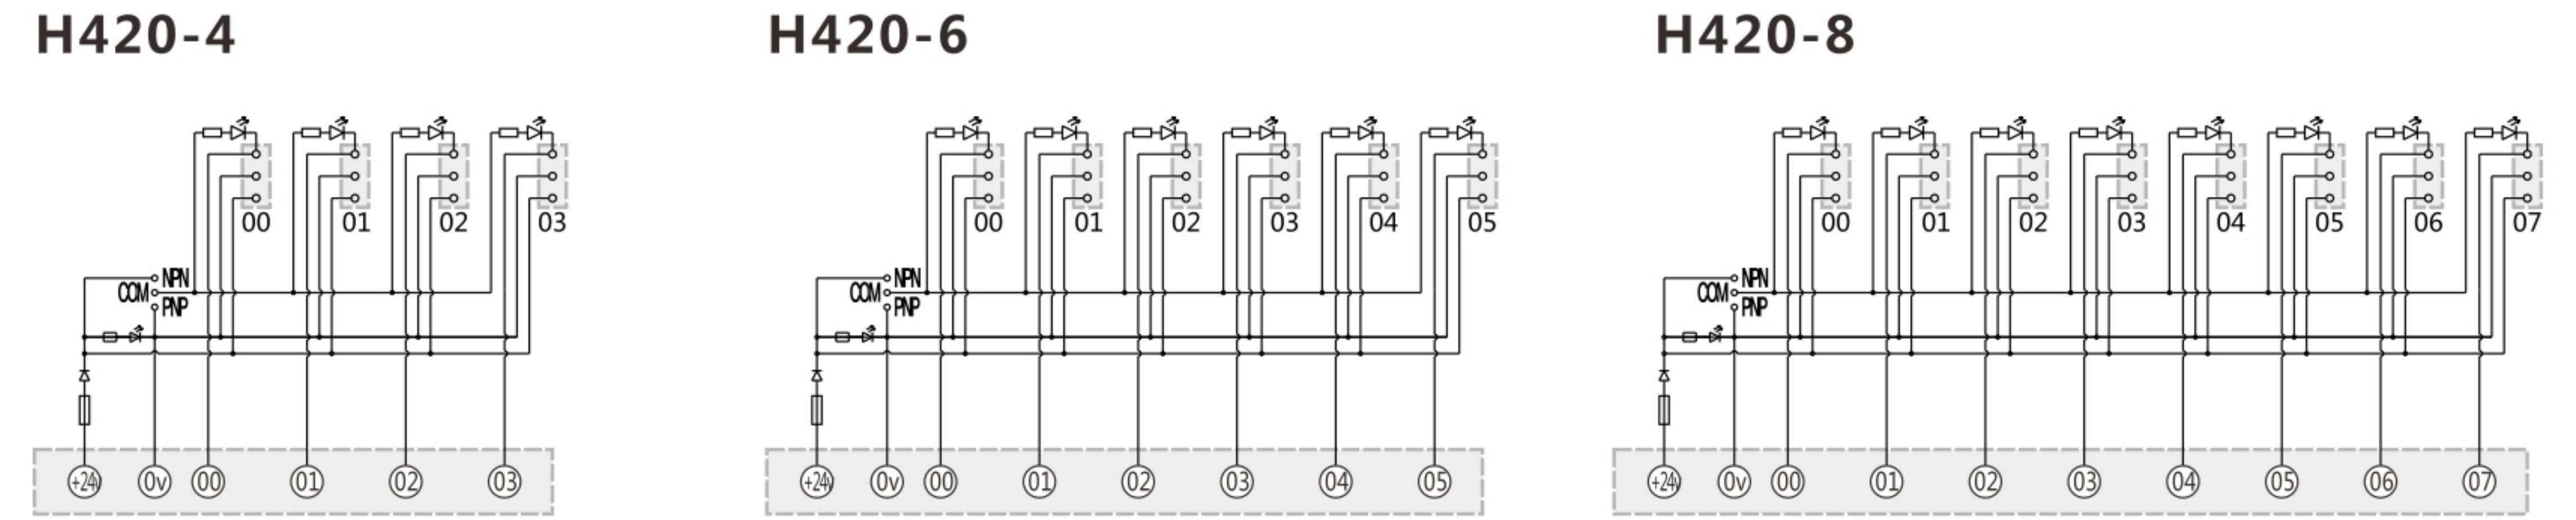 H420-4
H420-6
H420-8
00 01 02 03
NPN
COM
PNP
+24v 0v 00 01 02 03
00 01 02 03 04 05
NPN
COM
PNP
+24v 0v 00 01 02 03 04 05
00 01 02 03 04 05 06 07
NPN
COM
PNP
+24v 0v 00 01 02 03 04 05 06 07